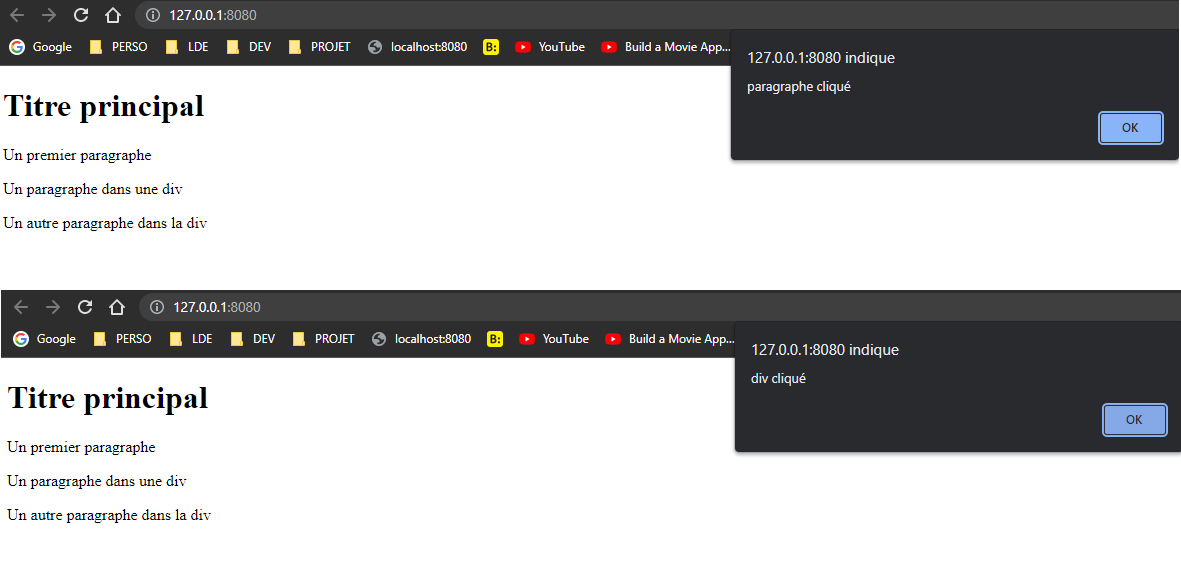 127.0.0.1:8080
Google PERSO LDE DEV PROJET localhost:8080 B: YouTube Build a Movie App...
127.0.0.1:8080 indique
paragraphe cliqué
OK
Titre principal
Un premier paragraphe
Un paragraphe dans une div
Un autre paragraphe dans la div
127.0.0.1:8080
Google PERSO LDE DEV PROJET localhost:8080 B: YouTube Build a Movie App...
127.0.0.1:8080 indique
div cliqué
OK
Titre principal
Un premier paragraphe
Un paragraphe dans une div
Un autre paragraphe dans la div